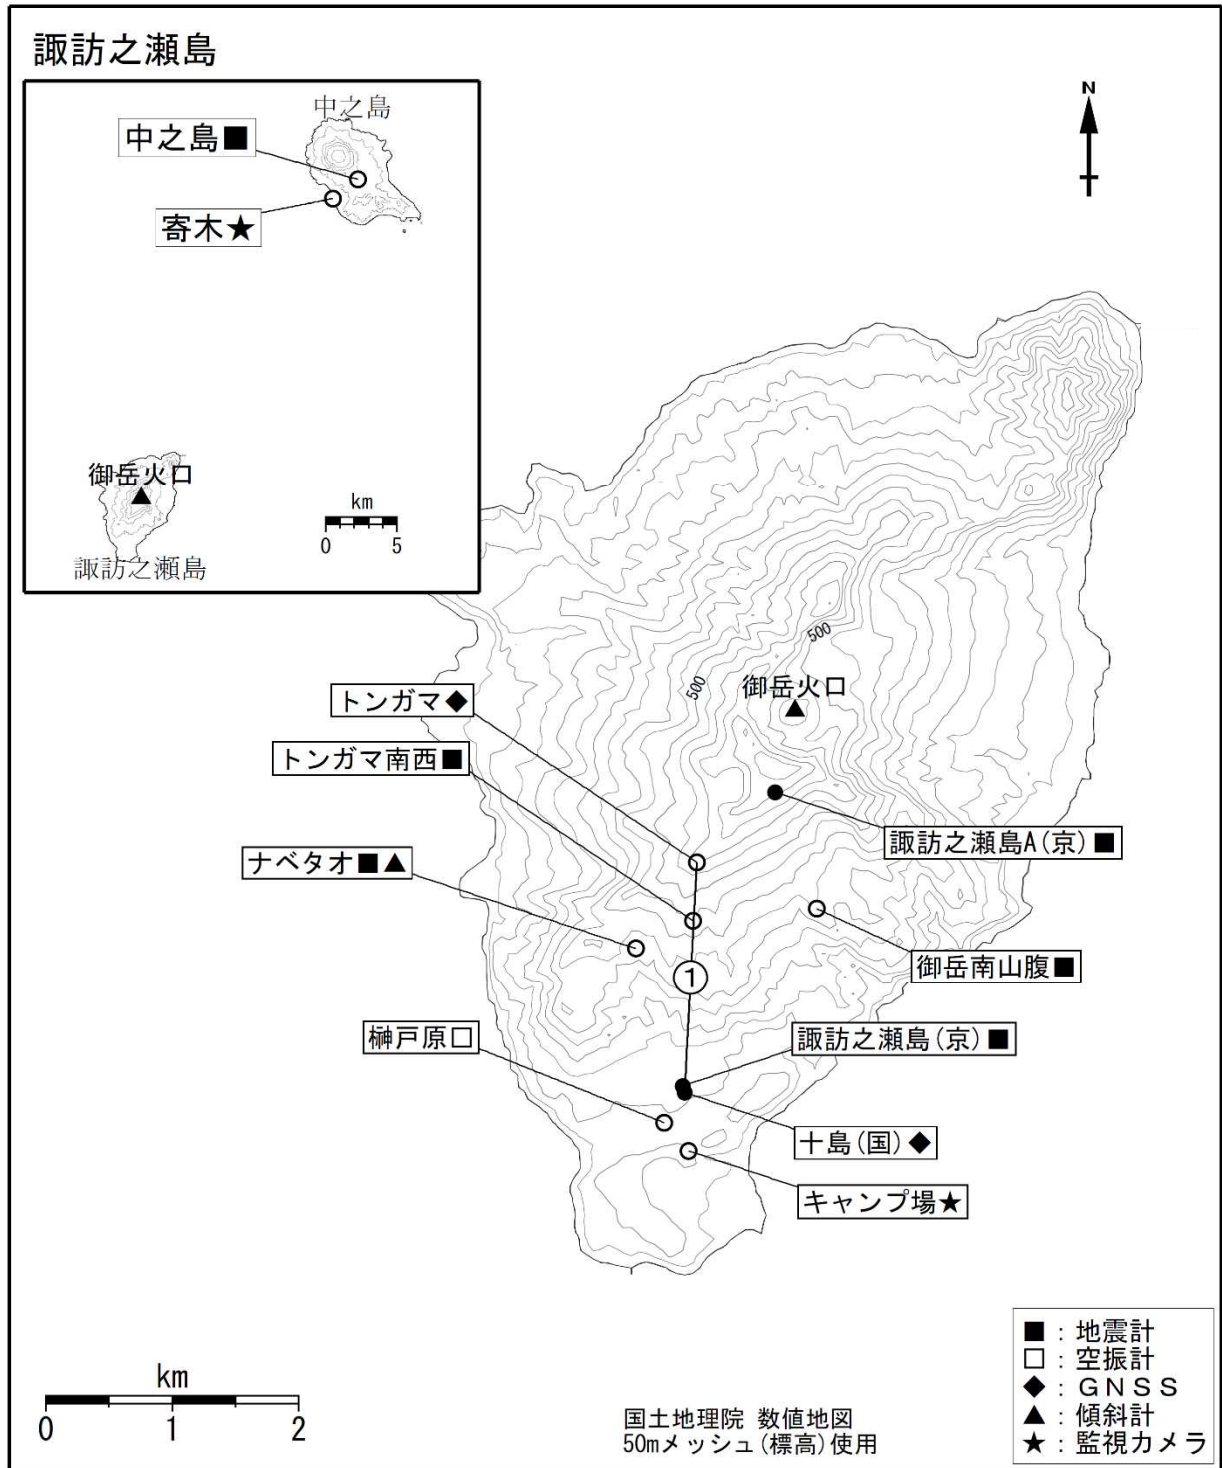 諏訪之瀬島
中之島
中之島■
寄木★
御岳火口
km
0 5
諏訪之瀬島
N
500
500
御岳火口
トンガマ◆
トンガマ南西■
ナベタオ■▲
榊戸原□
諏訪之瀬島A(京)■
御岳南山腹■
①
諏訪之瀬島(京)■
十島(国)◆
キャンプ場★
km
0 1 2
国土地理院 数値地図
50mメッシュ(標高)使用
■:地震計
□:空振計
◆:GNSS
▲:傾斜計
★:監視カメラ